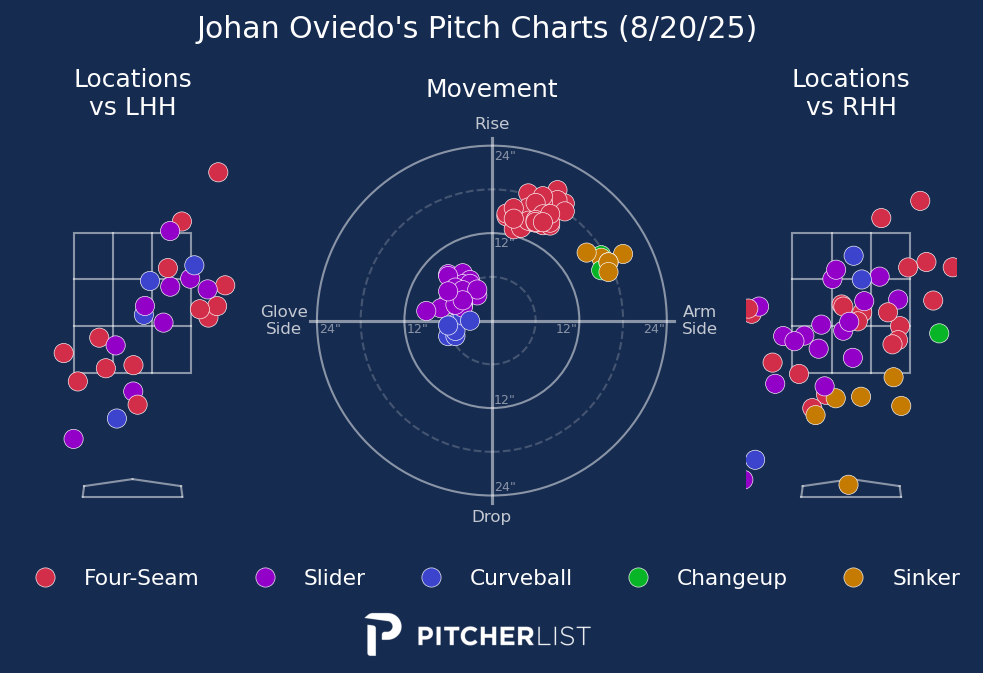 Johan Oviedo's Pitch Charts (8/20/25)
Locations
vs LHH
Movement
Locations
vs RHH
Rise
24"
12"
Glove
Side
24"
12"
12"
24"
Arm
Side
12"
24"
Drop
Four-Seam
Slider
Curveball
Changeup
Sinker
PITCHERLIST